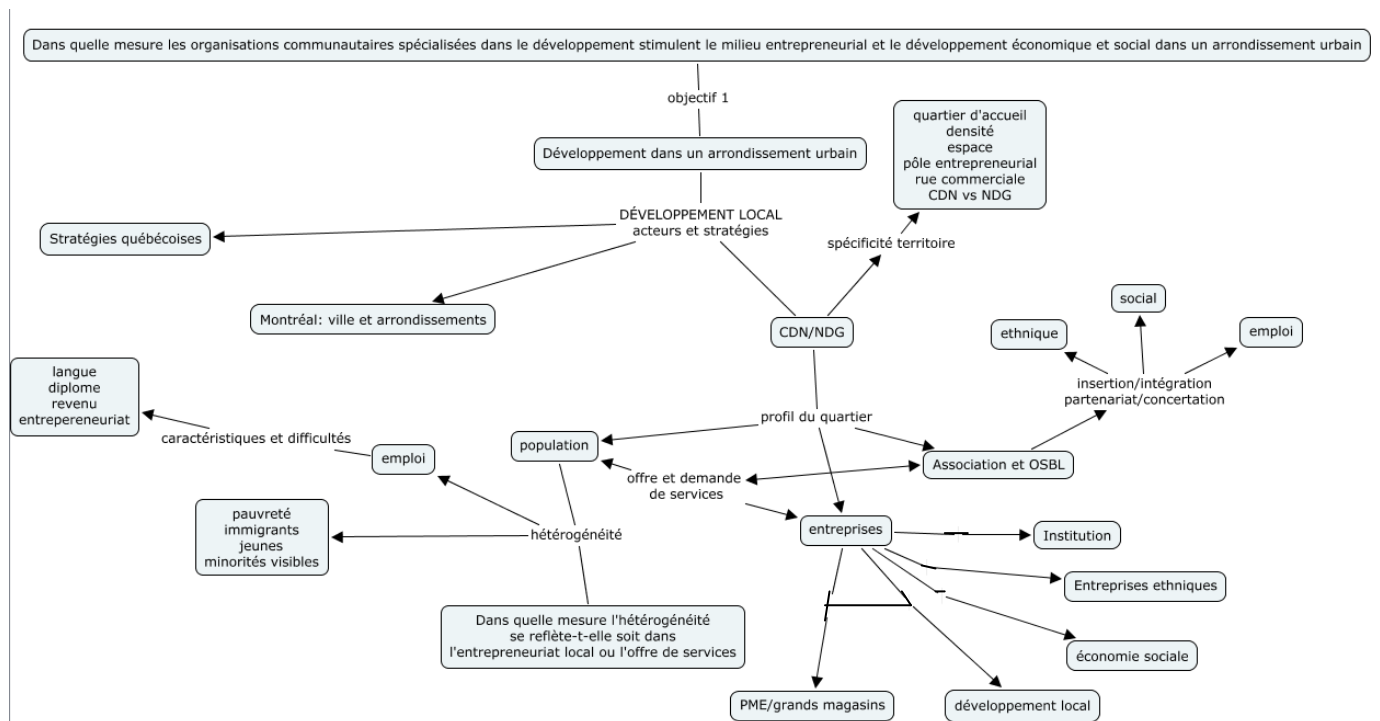 Dans quelle mesure les organisations communautaires spécialisées dans le développement stimulent le milieu entrepreneurial et le développement économique et social dans un arrondissement urbain
objectif 1
Développement dans un arrondissement urbain
quartier d'accueil
densité
espace
pôle entrepreneurial
rue commerciale
CDN vs NDG
DÉVELOPPEMENT LOCAL
acteurs et stratégies
Stratégies québécoises
spécificité territoire
Montréal: ville et arrondissements
CDN/NDG
social
ethnique
emploi
insertion/intégration
partenariat/concertation
langue
diplome
revenu
entrepereneuriat
caractéristiques et difficultés
emploi
profil du quartier
population
Association et OSBL
offre et demande
de services
pauvreté
immigrants
jeunes
minorités visibles
hétérogénéité
entreprises
Institution
Entreprises ethniques
Dans quelle mesure l'hétérogénéité
se reflète-t-elle soit dans
l'entrepreneuriat local ou l'offre de services
économie sociale
PME/grands magasins
développement local